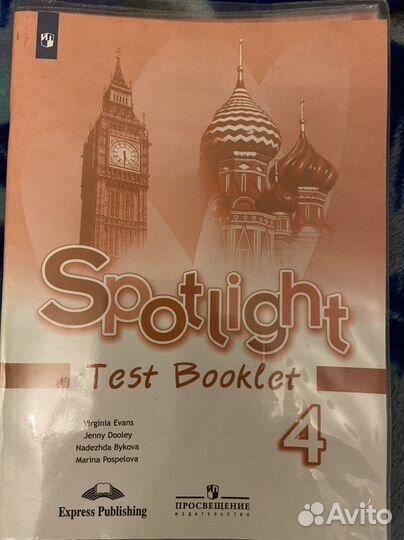 Spotlight
Test Booklet
4
Virginia Evans
Jenny Dooley
Nadezhda Bykova
Marina Pospelova
Express Publishing
ПРОСВЕЩЕНИЕ
ИЗДАТЕЛЬСТВО
Avito